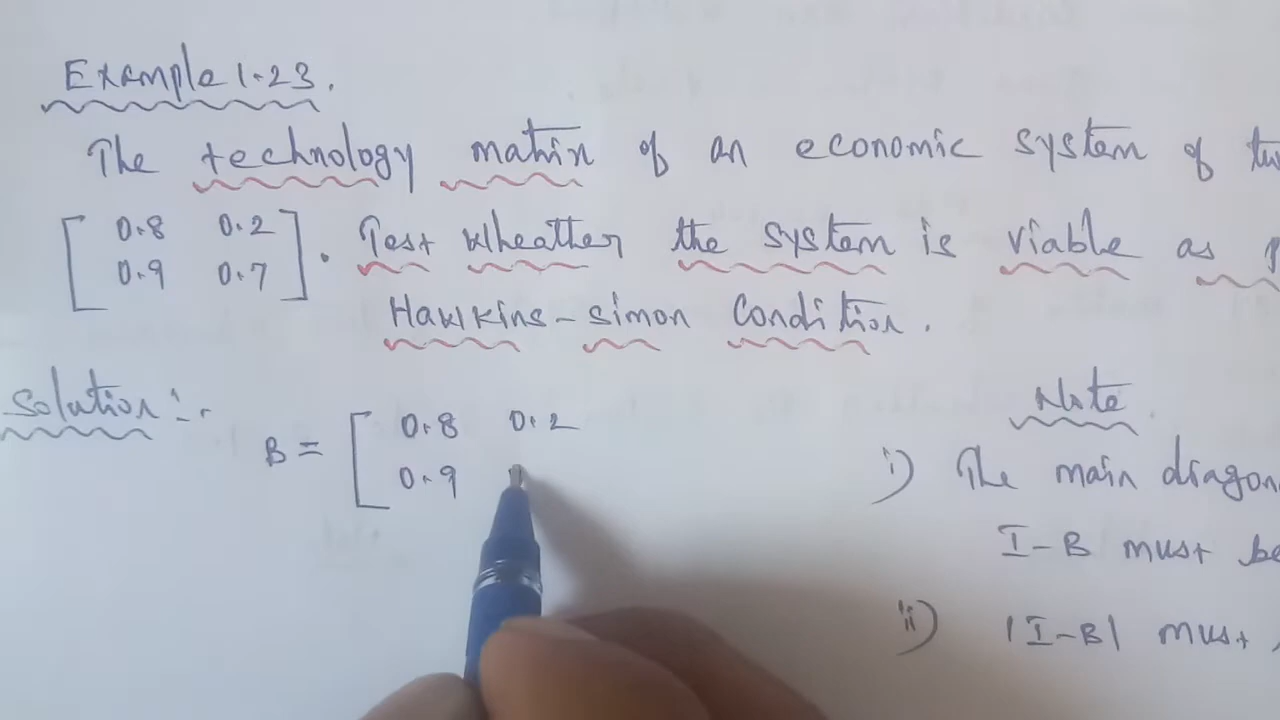 Example 1.23.
The technology matrix of an economic system of
0.8 0.2
0.9 0.7
. Test wheather the system is viable as
Hawkins-simon Condition.
Solution:-
B = 0.8 0.2
0.9
Note
i) The main diagon
I-B must be
ii) |I-B| must